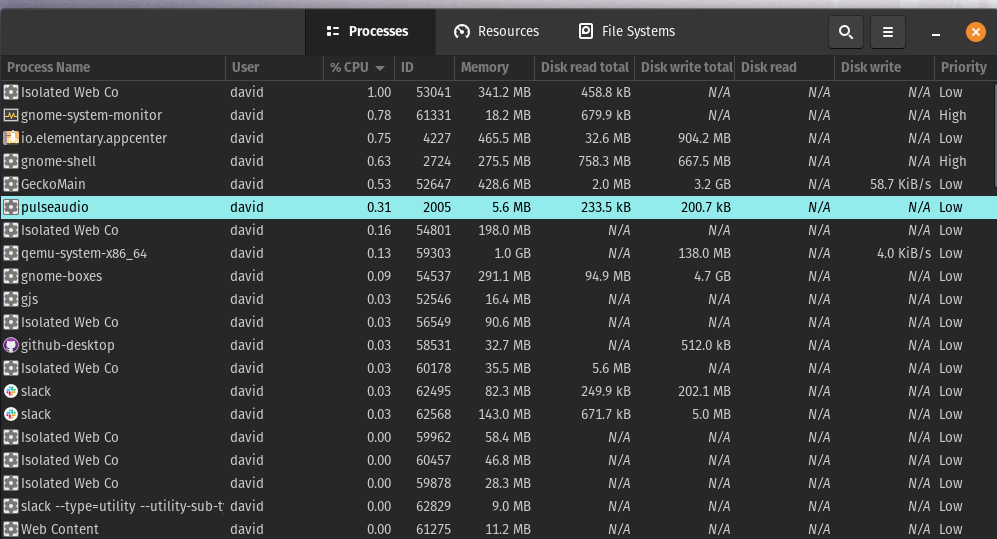 Processes Resources File Systems
Process Name User % CPU ID Memory Disk read total Disk write total Disk read Disk write Priority
Isolated Web Co david 1.00 53041 341.2 MB 458.8 kB N/A N/A N/A Low
gnome-system-monitor david 0.78 61331 18.2 MB 679.9 kB N/A N/A N/A High
io.elementary.appcenter david 0.75 4227 465.5 MB 32.6 MB 904.2 MB N/A N/A Low
gnome-shell david 0.63 2724 275.5 MB 758.3 MB 667.5 MB N/A N/A High
GeckoMain david 0.53 52647 428.6 MB 2.0 MB 3.2 GB N/A 58.7 KiB/s Low
pulseaudio david 0.31 2005 5.6 MB 233.5 kB 200.7 kB N/A N/A Low
Isolated Web Co david 0.16 54801 198.0 MB N/A N/A N/A N/A Low
qemu-system-x86_64 david 0.13 59303 1.0 GB N/A 138.0 MB N/A 4.0 KiB/s Low
gnome-boxes david 0.09 54537 291.1 MB 94.9 MB 4.7 GB N/A N/A Low
gjs david 0.03 52546 16.4 MB N/A N/A N/A N/A Low
Isolated Web Co david 0.03 56549 90.6 MB N/A N/A N/A N/A Low
github-desktop david 0.03 58531 32.7 MB N/A 512.0 kB N/A N/A Low
Isolated Web Co david 0.03 60178 35.5 MB 5.6 MB N/A N/A N/A Low
slack david 0.03 62495 82.3 MB 249.9 kB 202.1 MB N/A N/A Low
slack david 0.03 62568 143.0 MB 671.7 kB 5.0 MB N/A N/A Low
Isolated Web Co david 0.00 59962 58.4 MB N/A N/A N/A N/A Low
Isolated Web Co david 0.00 60457 46.8 MB N/A N/A N/A N/A Low
Isolated Web Co david 0.00 59878 28.3 MB N/A N/A N/A N/A Low
slack --type=utility --utility-sub-t david 0.00 62829 9.0 MB N/A N/A N/A N/A Low
Web Content david 0.00 61275 11.2 MB N/A N/A N/A N/A Low